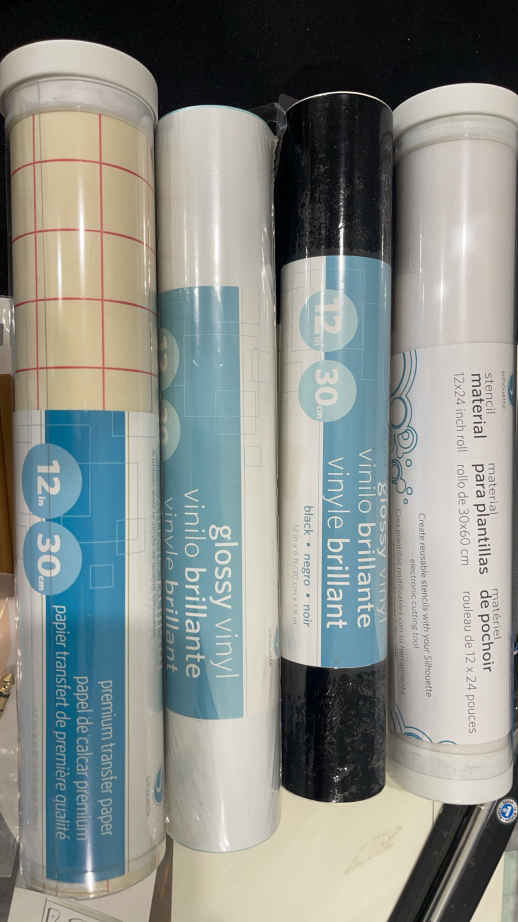 12 in
30 cm
premium transfer paper
papel de calcar premium
papier transfert de première qualité
glossy vinyl
vinilo brillante
vinyle brillant
12 in
30 cm
glossy vinyl
vinilo brillante
vinyle brillant
black • negro • noir
stencil
material
12x24 inch roll
material
para plantillas
rollo de 30x60 cm
matériel
de pochoir
rouleau de 12 x 24 pouces
Create reusable stencils with your Silhouette
electronic cutting tool